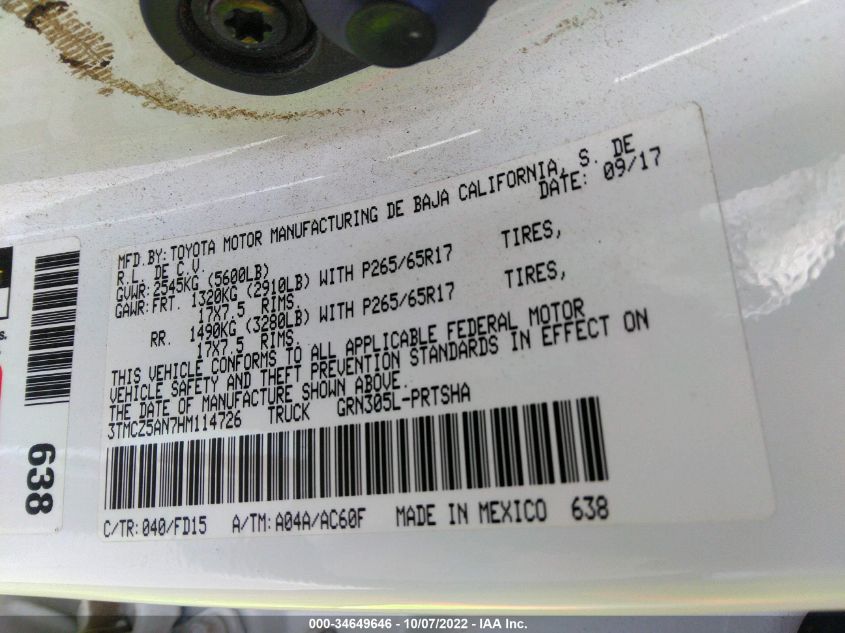 MFD.BY:TOYOTA MOTOR MANUFACTURING DE BAJA CALIFORNIA, S. DE
R.L. DE C.V. DATE: 09/17
GVWR:2545KG (5600LB)
GAWR:FRT. 1320KG (2910LB) WITH P265/65R17 TIRES,
17X7.5 RIMS.
RR. 1490KG (3280LB) WITH P265/65R17 TIRES,
17X7.5 RIMS.
THIS VEHICLE CONFORMS TO ALL APPLICABLE FEDERAL MOTOR
VEHICLE SAFETY AND THEFT PREVENTION STANDARDS IN EFFECT ON
THE DATE OF MANUFACTURE SHOWN ABOVE.
3TMCZ5AN7HM114726 TRUCK GRN305L-PRTSHA
C/TR:040/FD15 A/TM:A04A/AC60F MADE IN MEXICO 638
638
000-34649646 - 10/07/2022 - IAA Inc.